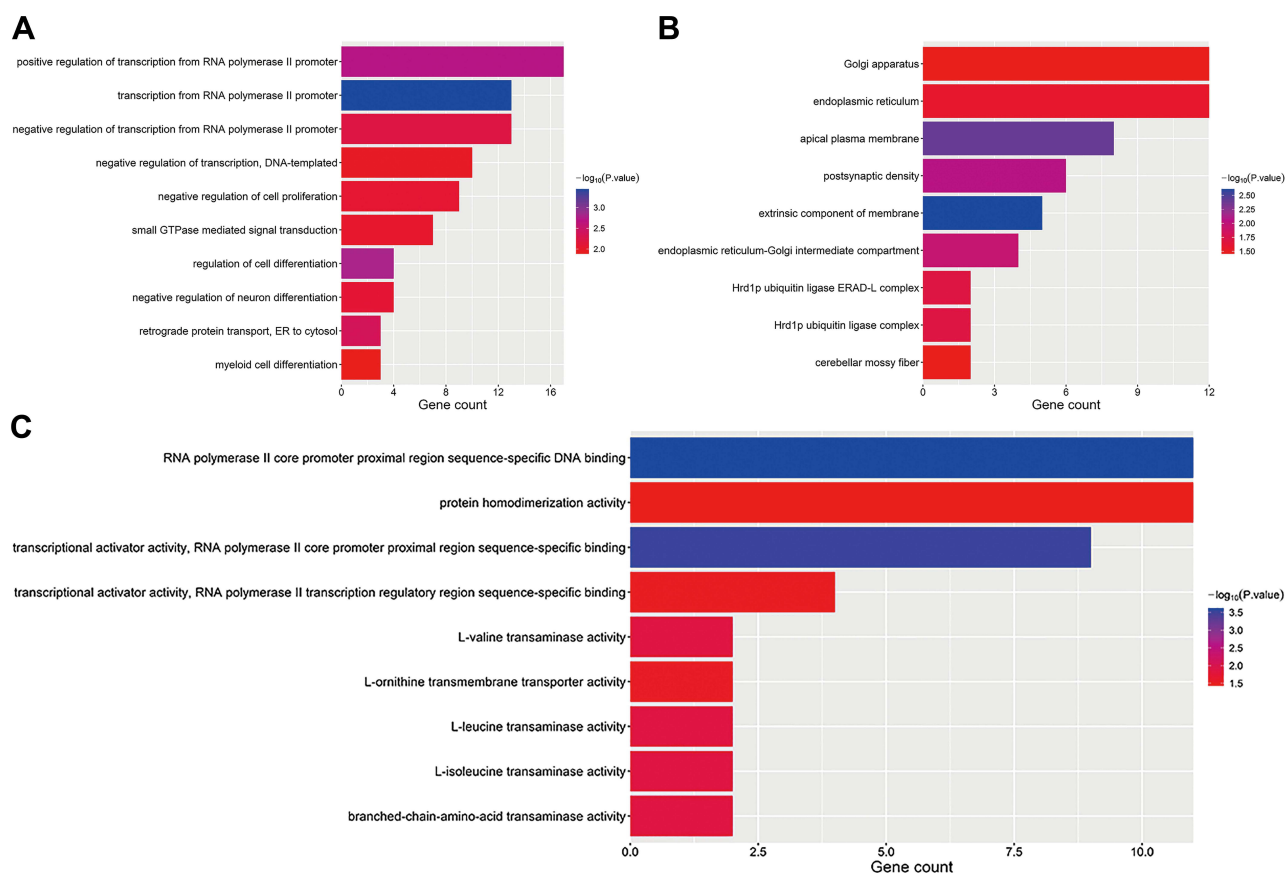 A
positive regulation of transcription from RNA polymerase II promoter
transcription from RNA polymerase II promoter
negative regulation of transcription from RNA polymerase II promoter
negative regulation of transcription, DNA-templated
negative regulation of cell proliferation
small GTPase mediated signal transduction
regulation of cell differentiation
negative regulation of neuron differentiation
retrograde protein transport, ER to cytosol
myeloid cell differentiation
0 4 8 12 16
Gene count
−log10(P.value)
3.0
2.5
2.0
B
Golgi apparatus
endoplasmic reticulum
apical plasma membrane
postsynaptic density
extrinsic component of membrane
endoplasmic reticulum-Golgi intermediate compartment
Hrd1p ubiquitin ligase ERAD-L complex
Hrd1p ubiquitin ligase complex
cerebellar mossy fiber
0 3 6 9 12
Gene count
−log10(P.value)
2.50
2.25
2.00
1.75
1.50
C
RNA polymerase II core promoter proximal region sequence-specific DNA binding
protein homodimerization activity
transcriptional activator activity, RNA polymerase II core promoter proximal region sequence-specific binding
transcriptional activator activity, RNA polymerase II transcription regulatory region sequence-specific binding
L-valine transaminase activity
L-ornithine transmembrane transporter activity
L-leucine transaminase activity
L-isoleucine transaminase activity
branched-chain-amino-acid transaminase activity
0.0 2.5 5.0 7.5 10.0
Gene count
−log10(P.value)
3.5
3.0
2.5
2.0
1.5